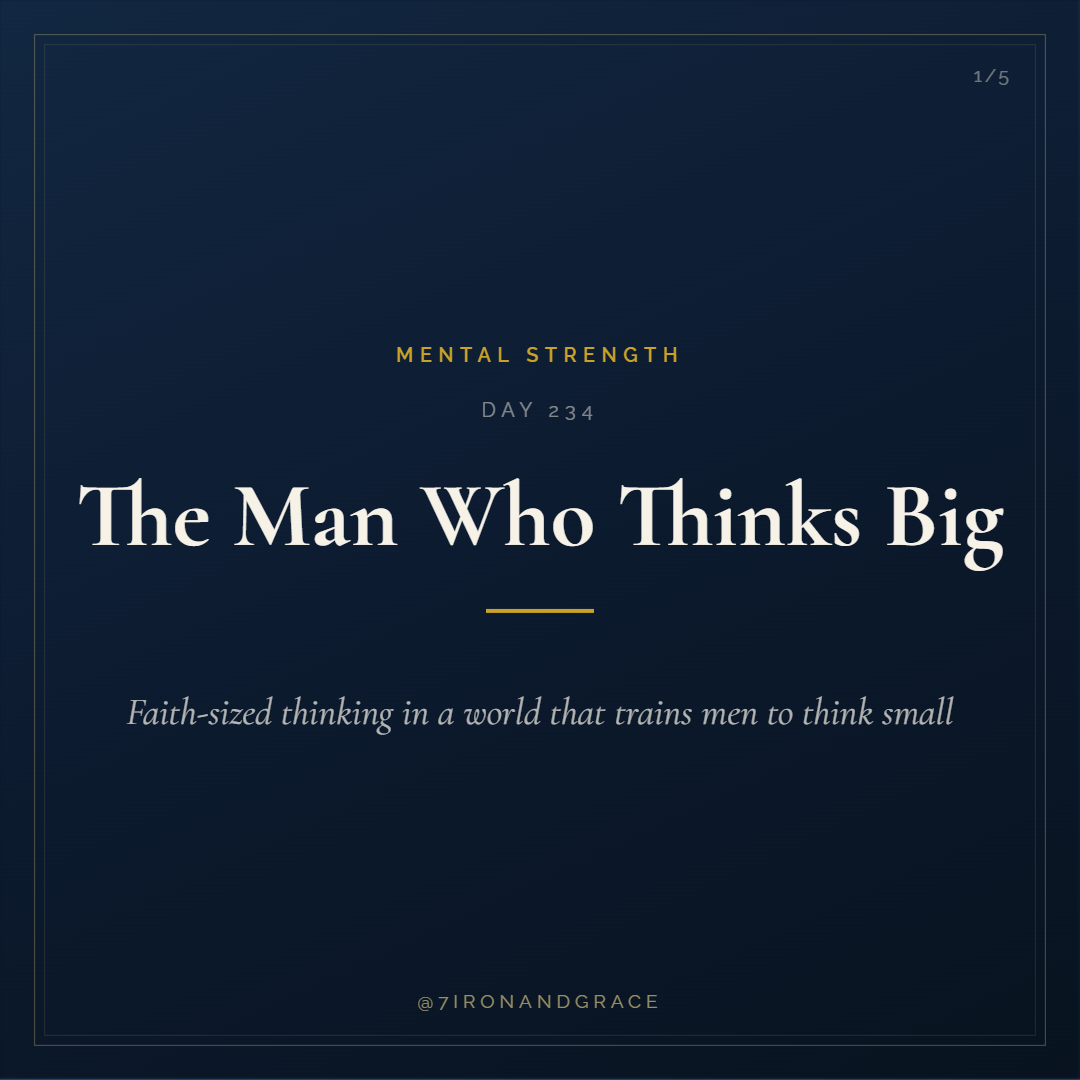 1/5
MENTAL STRENGTH
DAY 234
The Man Who Thinks Big
Faith-sized thinking in a world that trains men to think small
@7IRONANDGRACE